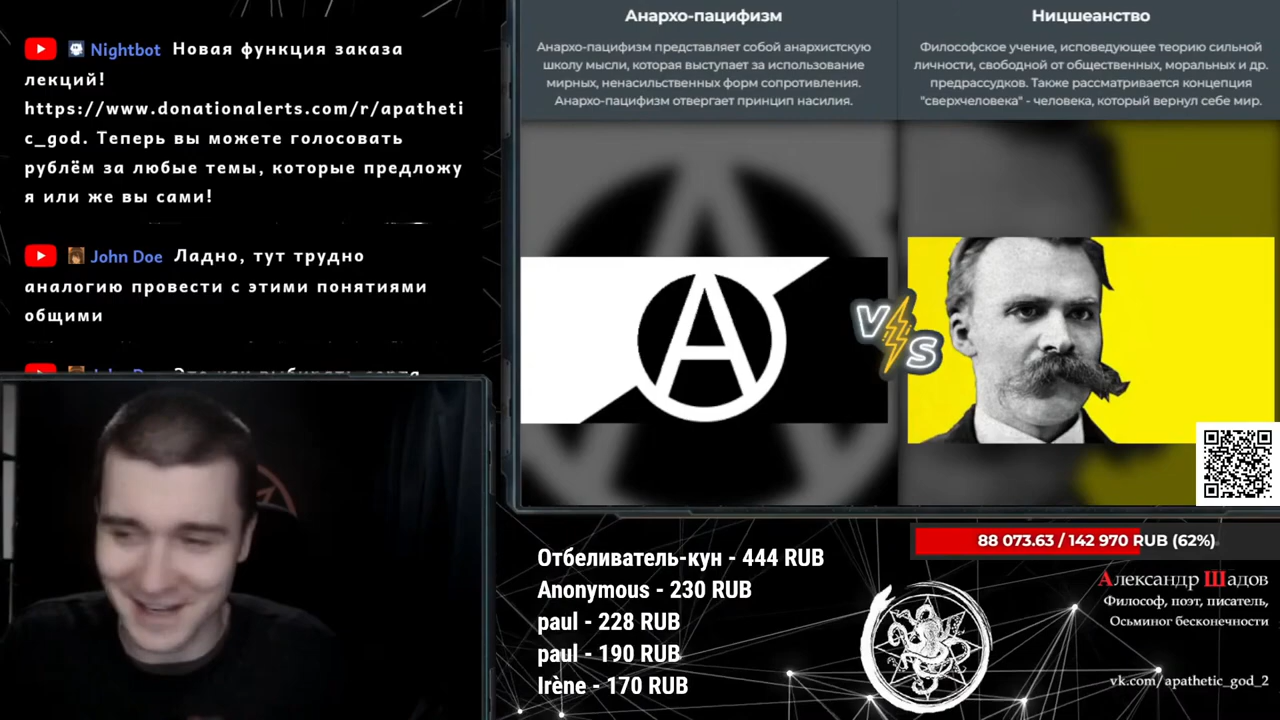 Nightbot Новая функция заказа
лекций!
https://www.donationalerts.com/r/apatheti
c_god. Теперь вы можете голосовать
рублём за любые темы, которые предложу
я или же вы сами!
John Doe Ладно, тут трудно
аналогию провести с этими понятиями
общими
Анархо-пацифизм
Анархо-пацифизм представляет собой анархистскую
школу мысли, которая выступает за использование
мирных, ненасильственных форм сопротивления.
Анархо-пацифизм отвергает принцип насилия.
Ницшеанство
Философское учение, исповедующее теорию сильной
личности, свободной от общественных, моральных и др.
предрассудков. Также рассматривается концепция
"сверхчеловека" - человека, который вернул себе мир.
VS
88 073.63 / 142 970 RUB (62%)
Отбеливатель-кун - 444 RUB
Anonymous - 230 RUB
paul - 228 RUB
paul - 190 RUB
Irène - 170 RUB
Александр Шадов
Философ, поэт, писатель,
Осьминог бесконечности
vk.com/apathetic_god_2